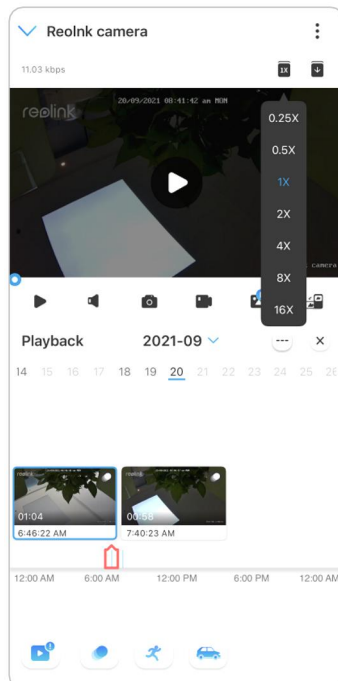 Reolnk camera
11.03 kbps
1X
reolink
20/09/2021 08:41:42 am MON
0.25X
0.5X
1X
2X
4X
8X
16X
camera
Playback 2021-09
14 15 16 17 18 19 20 21 22 23 24 25 26
01:04
6:46:22 AM
00:58
7:40:23 AM
12:00 AM 6:00 AM 12:00 PM 6:00 PM 12:00 AM